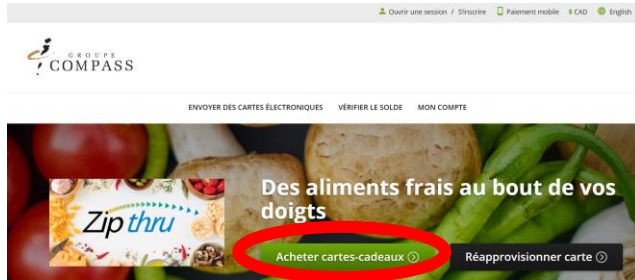 Ouvrir une session / S'inscrire Paiement mobile $ CAD English
GROUPE
COMPASS
ENVOYER DES CARTES ÉLECTRONIQUES VÉRIFIER LE SOLDE MON COMPTE
Zip thru
Des aliments frais au bout de vos
doigts
Acheter cartes-cadeaux Réapprovisionner carte